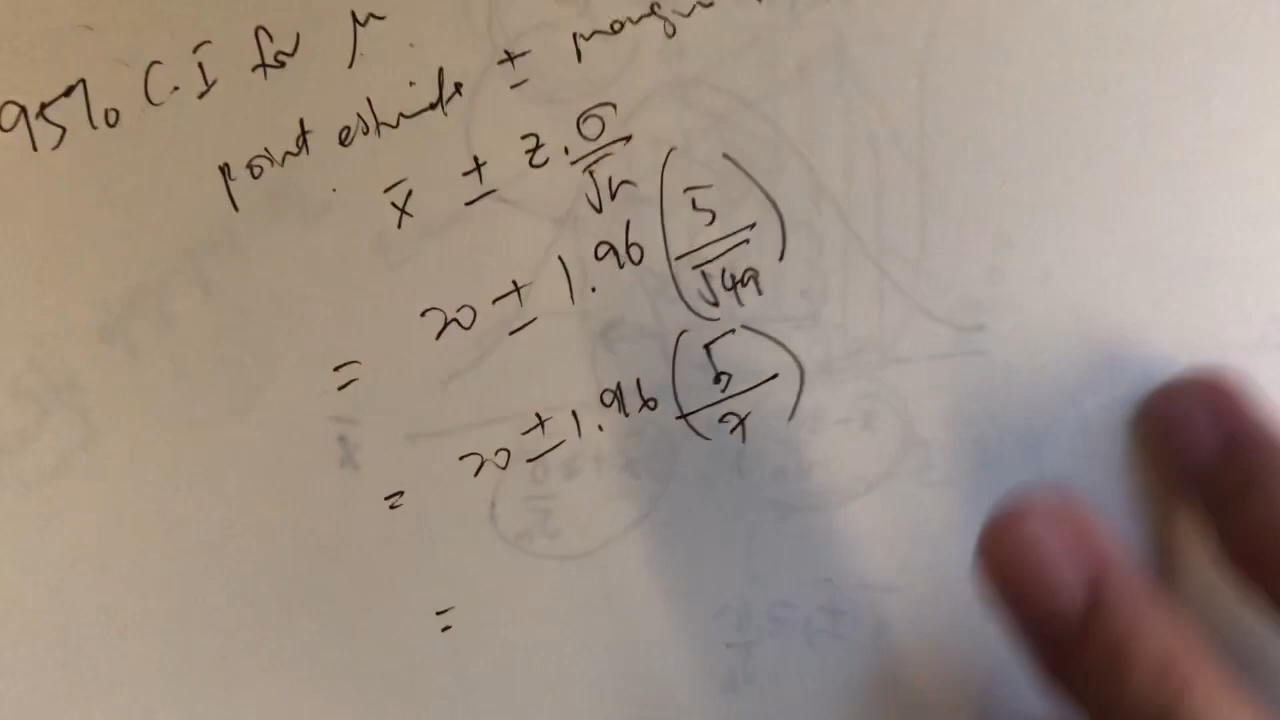 95% C.I for μ
point estimate ±
x̄ ± z. σ/√n
= 20 ± 1.96 (5/√49)
= 20 ± 1.96 (5/7)
=